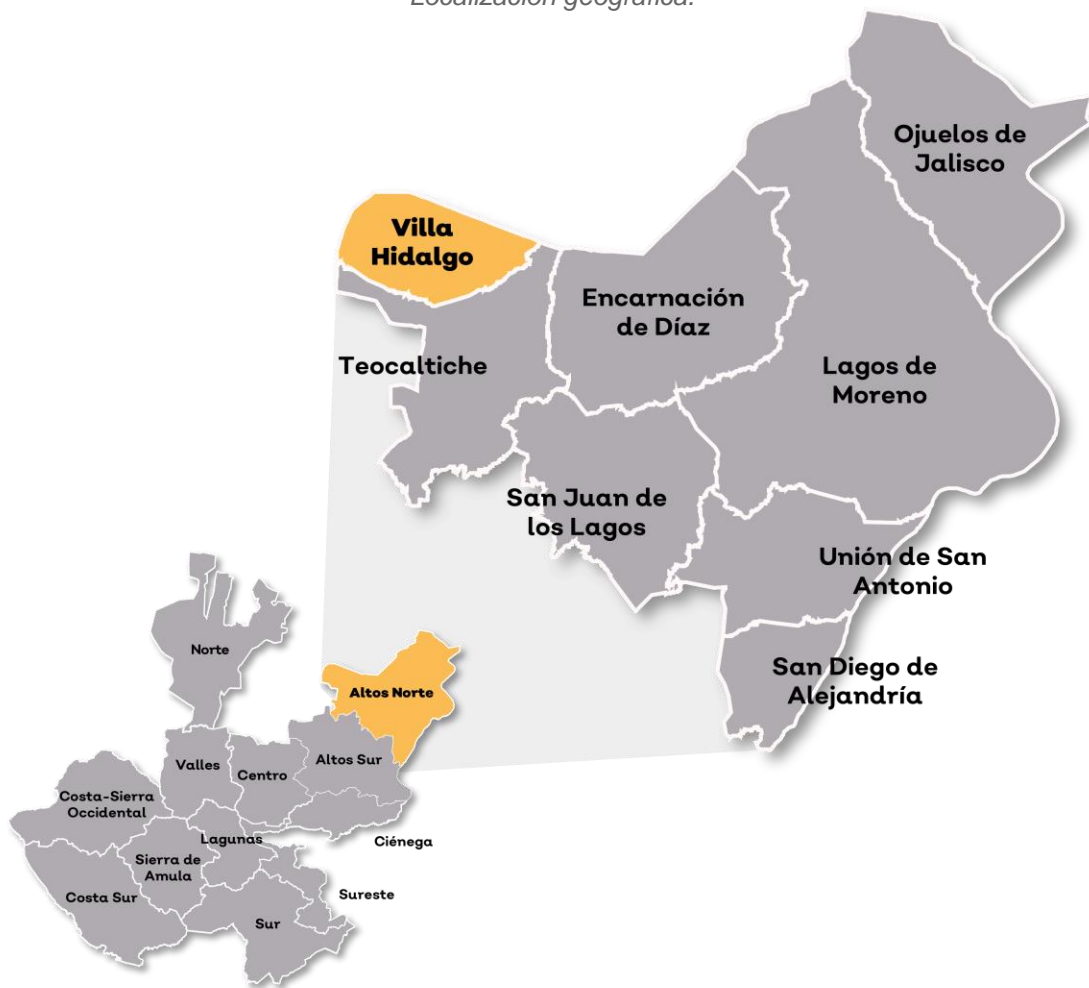 Localización geográfica.
Ojuelos de
Jalisco
Villa
Hidalgo
Encarnación
de Díaz
Teocaltiche
Lagos de
Moreno
San Juan de
los Lagos
Unión de San
Antonio
San Diego de
Alejandría
Norte
Altos Norte
Valles
Centro
Altos Sur
Costa-Sierra
Occidental
Lagunas
Ciénega
Sierra de
Amula
Costa Sur
Sureste
Sur